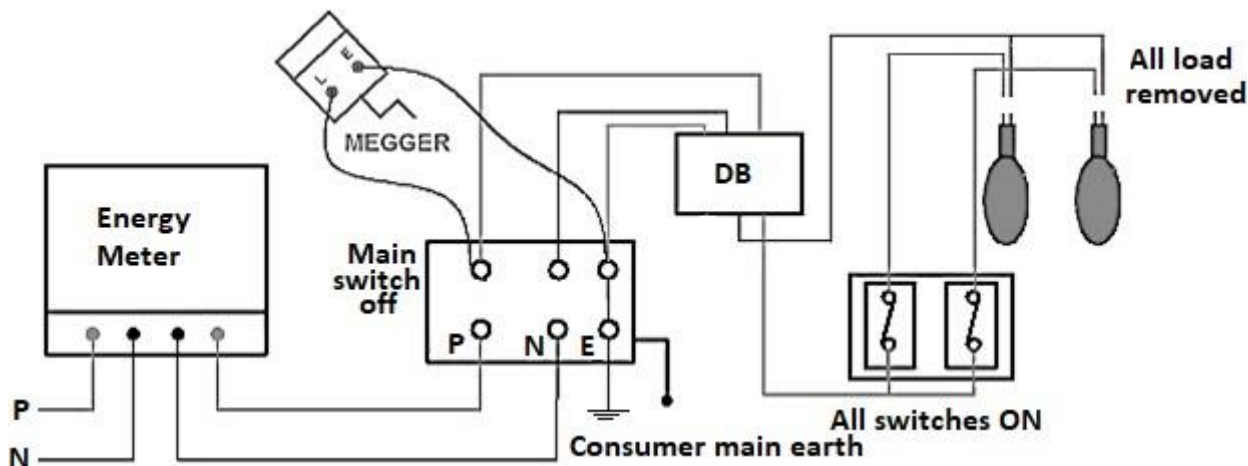 E
L
MEGGER
All load
removed
DB
Energy
Meter
Main
switch
off
P N E
P
N
All switches ON
Consumer main earth